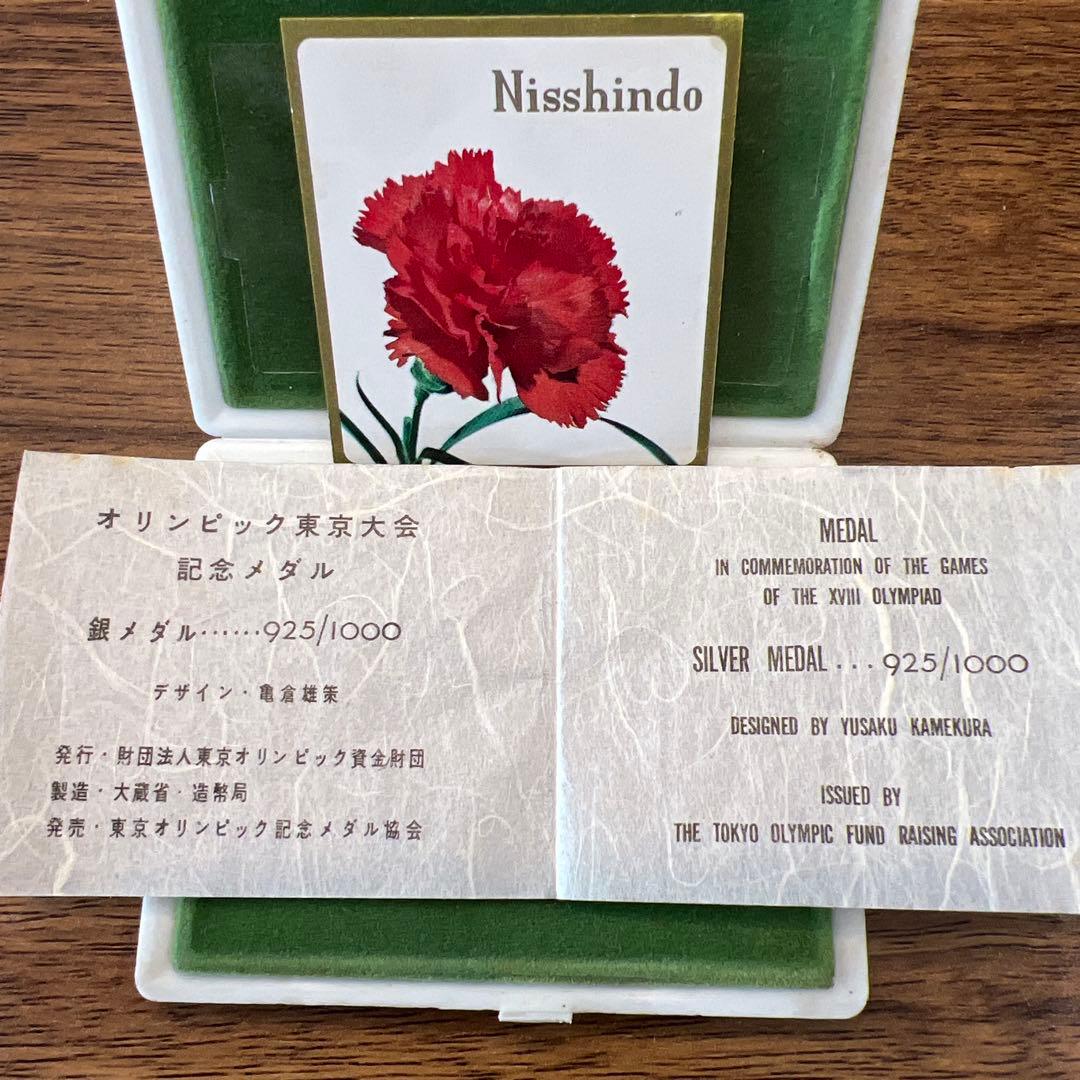 Nisshindo
オリンピック東京大会
記念メダル
銀メダル……925/1000
デザイン・亀倉雄策
発行・財団法人東京オリンピック資金財団
製造・大蔵省・造幣局
発売・東京オリンピック記念メダル協会
MEDAL
IN COMMEMORATION OF THE GAMES
OF THE XVIII OLYMPIAD
SILVER MEDAL...925/1000
DESIGNED BY YUSAKU KAMEKURA
ISSUED BY
THE TOKYO OLYMPIC FUND RAISING ASSOCIATION